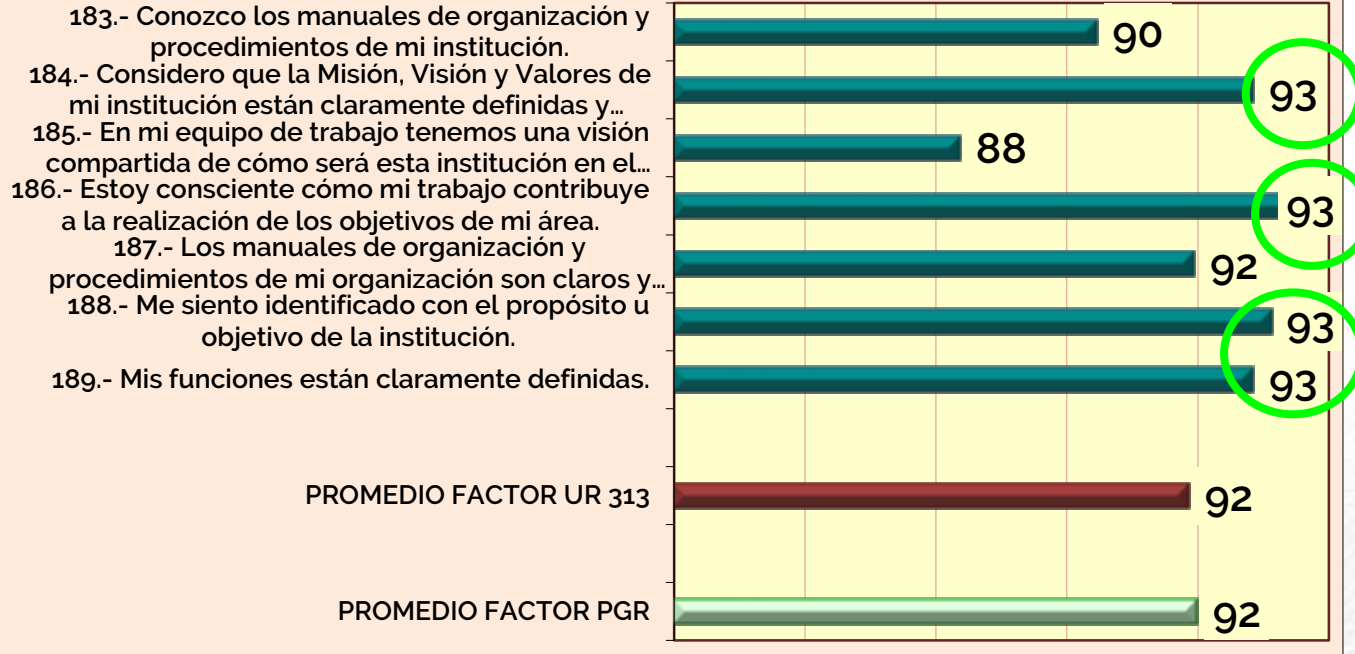 183.- Conozco los manuales de organización y
procedimientos de mi institución.
90
184.- Considero que la Misión, Visión y Valores de
mi institución están claramente definidas y...
93
185.- En mi equipo de trabajo tenemos una visión
compartida de cómo será esta institución en el...
88
186.- Estoy consciente cómo mi trabajo contribuye
a la realización de los objetivos de mi área.
93
187.- Los manuales de organización y
procedimientos de mi organización son claros y...
92
188.- Me siento identificado con el propósito u
objetivo de la institución.
93
189.- Mis funciones están claramente definidas.
93
PROMEDIO FACTOR UR 313
92
PROMEDIO FACTOR PGR
92